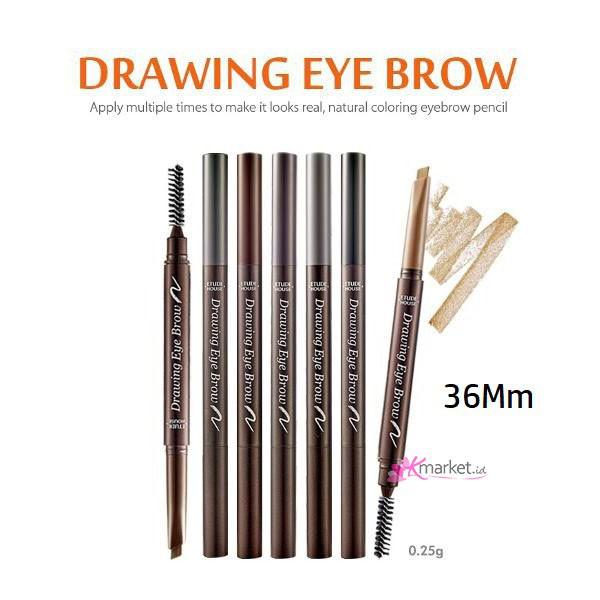 DRAWING EYE BROW
Apply multiple times to make it looks real, natural coloring eyebrow pencil
ETUDE HOUSE
Drawing Eye Brow
ETUDE HOUSE
Drawing Eye Brow
ETUDE HOUSE
Drawing Eye Brow
ETUDE HOUSE
Drawing Eye Brow
ETUDE HOUSE
Drawing Eye Brow
ETUDE HOUSE
Drawing Eye Brow
ETUDE HOUSE
Drawing Eye Brow
36Mm
Kmarket.id
0.25g